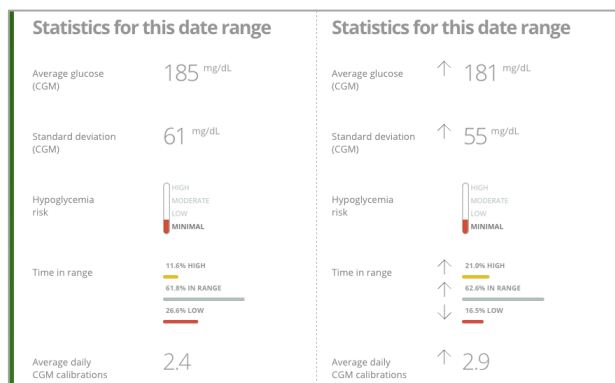 Statistics for this date range
Average glucose
(CGM)
185 mg/dL
Standard deviation
(CGM)
61 mg/dL
Hypoglycemia
risk
HIGH
MODERATE
LOW
MINIMAL
Time in range
11.6% HIGH
61.8% IN RANGE
26.6% LOW
Average daily
CGM calibrations
2.4
Statistics for this date range
Average glucose
(CGM)
↑ 181 mg/dL
Standard deviation
(CGM)
↑ 55 mg/dL
Hypoglycemia
risk
HIGH
MODERATE
LOW
MINIMAL
Time in range
↑ 21.0% HIGH
↑ 62.6% IN RANGE
↓ 16.5% LOW
Average daily
CGM calibrations
↑ 2.9